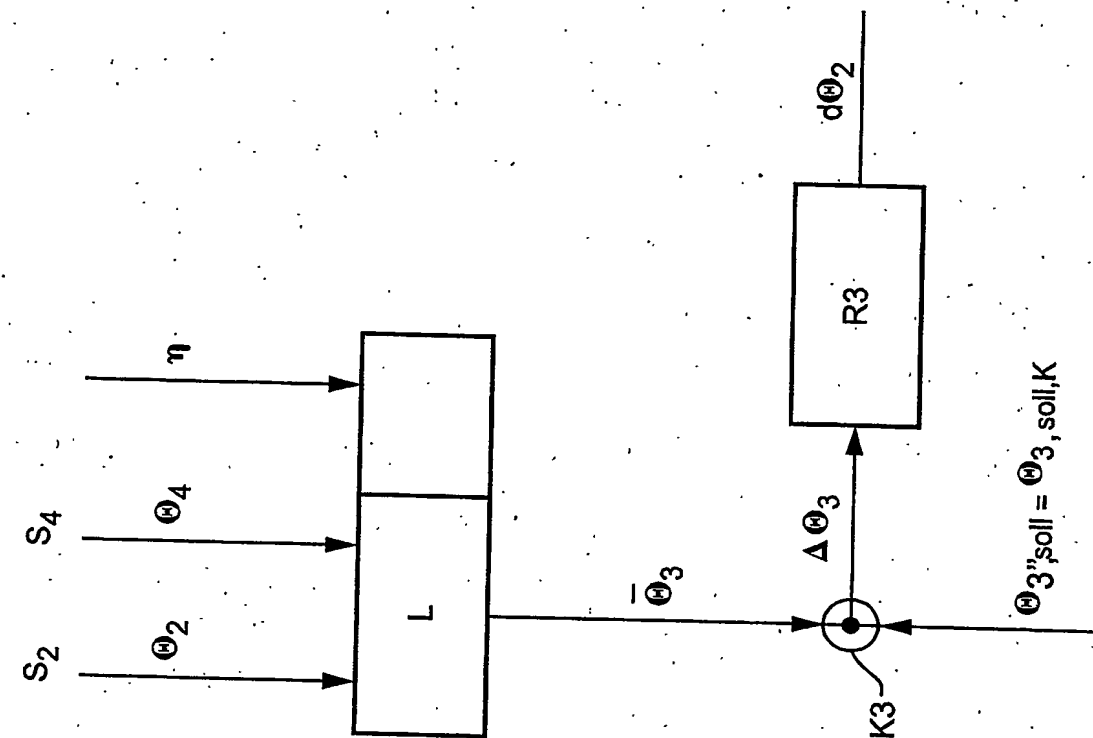 S₂
Θ₂
S₄
Θ₄
η
L
Θ̅₃
K3
ΔΘ₃
Θ3",soll = Θ3, soll,K
R3
dΘ₂